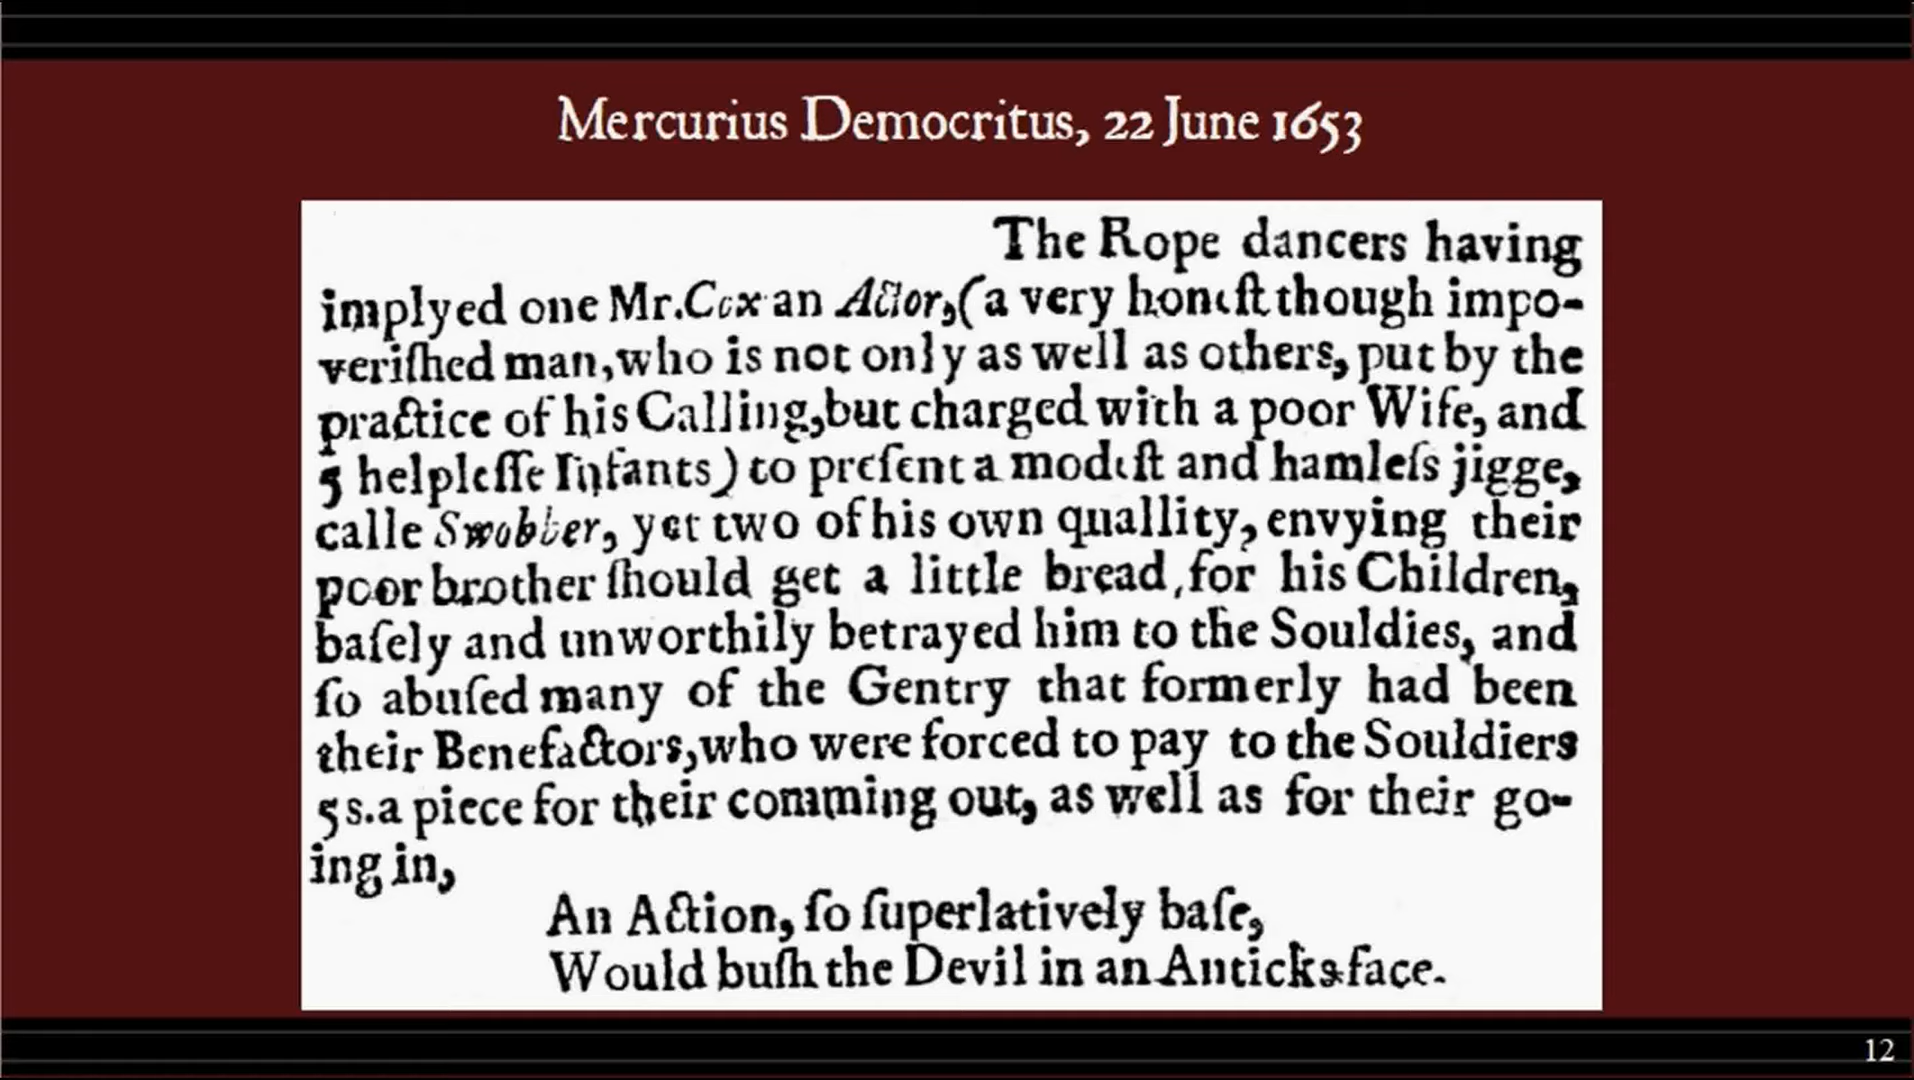 Mercurius Democritus, 22 June 1653
The Rope dancers having
implyed one Mr. Cox an Actor, (a very honeſt though impo-
veriſhed man, who is not only as well as others, put by the
practice of his Calling, but charged with a poor Wife, and
5 helpleſſe Infants) to preſent a modeſt and hamleſs jigge,
calle Swobber, yet two of his own quallity, envying their
poor brother ſhould get a little bread, for his Children,
baſely and unworthily betrayed him to the Souldies, and
ſo abuſed many of the Gentry that formerly had been
their Benefactors, who were forced to pay to the Souldiers
5 s. a piece for their comming out, as well as for their go-
ing in,
An Action, ſo ſuperlatively baſe,
Would buſh the Devil in an Anticks face.
12